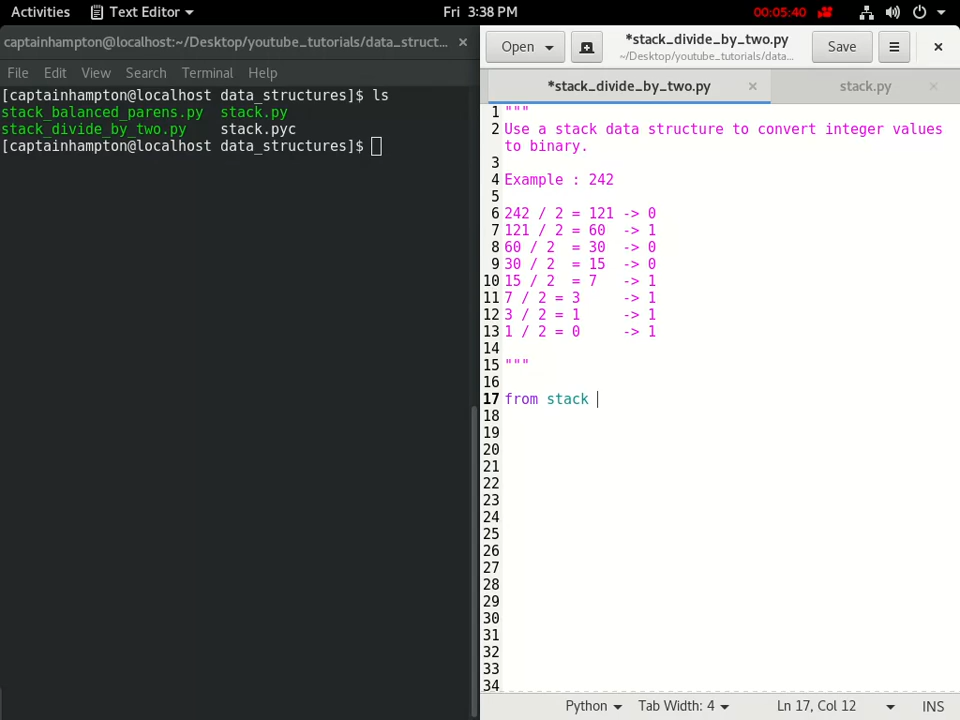 Activities Text Editor Fri 3:38 PM 00:05:40
captainhampton@localhost:~/Desktop/youtube_tutorials/data_struct...
File Edit View Search Terminal Help
[captainhampton@localhost data_structures]$ ls
stack_balanced_parens.py stack.py
stack_divide_by_two.py stack.pyc
[captainhampton@localhost data_structures]$
Open *stack_divide_by_two.py Save
~/Desktop/youtube_tutorials/data...
*stack_divide_by_two.py stack.py
1 """
2 Use a stack data structure to convert integer values
to binary.
3
4 Example : 242
5
6 242 / 2 = 121 -> 0
7 121 / 2 = 60 -> 1
8 60 / 2 = 30 -> 0
9 30 / 2 = 15 -> 0
10 15 / 2 = 7 -> 1
11 7 / 2 = 3 -> 1
12 3 / 2 = 1 -> 1
13 1 / 2 = 0 -> 1
14
15 """
16
17 from stack
18
19
20
21
22
23
24
25
26
27
28
29
30
31
32
33
34
Python Tab Width: 4 Ln 17, Col 12 INS